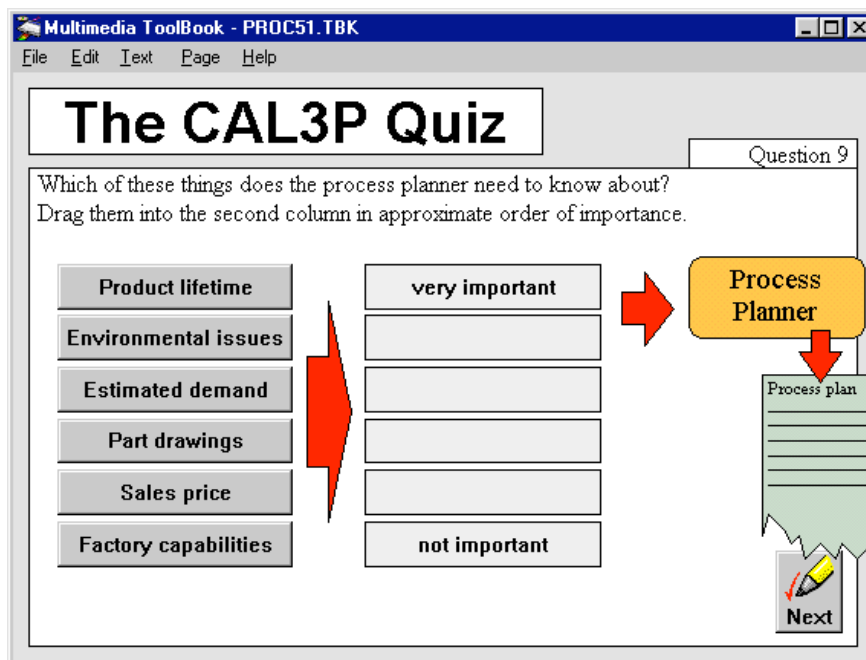 Multimedia ToolBook - PROC51.TBK
File Edit Text Page Help
The CAL3P Quiz
Question 9
Which of these things does the process planner need to know about?
Drag them into the second column in approximate order of importance.
Product lifetime
Environmental issues
Estimated demand
Part drawings
Sales price
Factory capabilities
very important
not important
Process
Planner
Process plan
Next